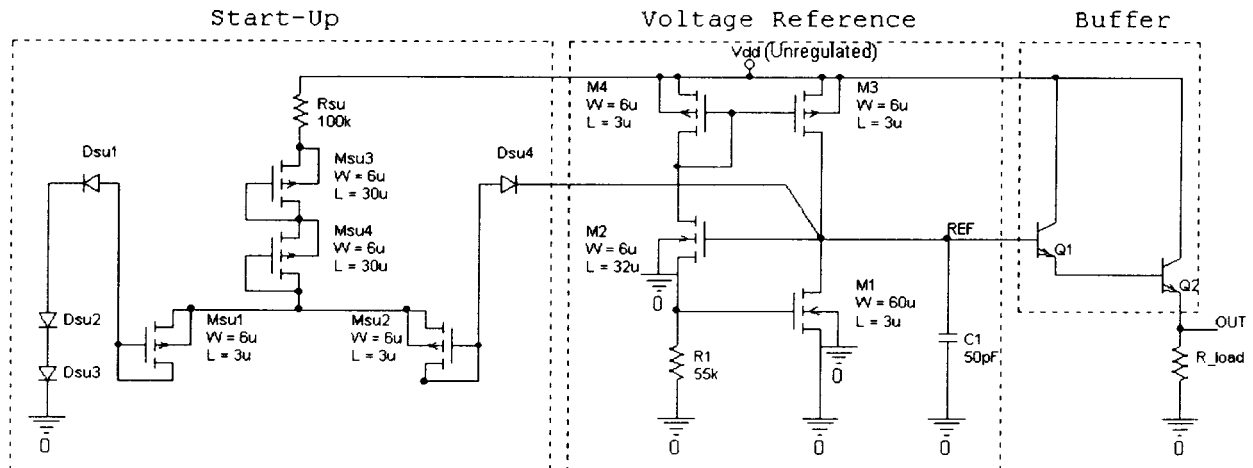 Start-Up
Voltage Reference
Buffer
Vdd (Unregulated)
Rsu
100k
Dsu1
Msu3
W = 6u
L = 30u
Msu4
W = 6u
L = 30u
Dsu4
Dsu2
Dsu3
Msu1
W = 6u
L = 3u
Msu2
W = 6u
L = 3u
0
M4
W = 6u
L = 3u
M3
W = 6u
L = 3u
M2
W = 6u
L = 32u
0
REF
M1
W = 60u
L = 3u
0
R1
55k
C1
50pF
0
0
0
Q1
Q2
OUT
R_load
0